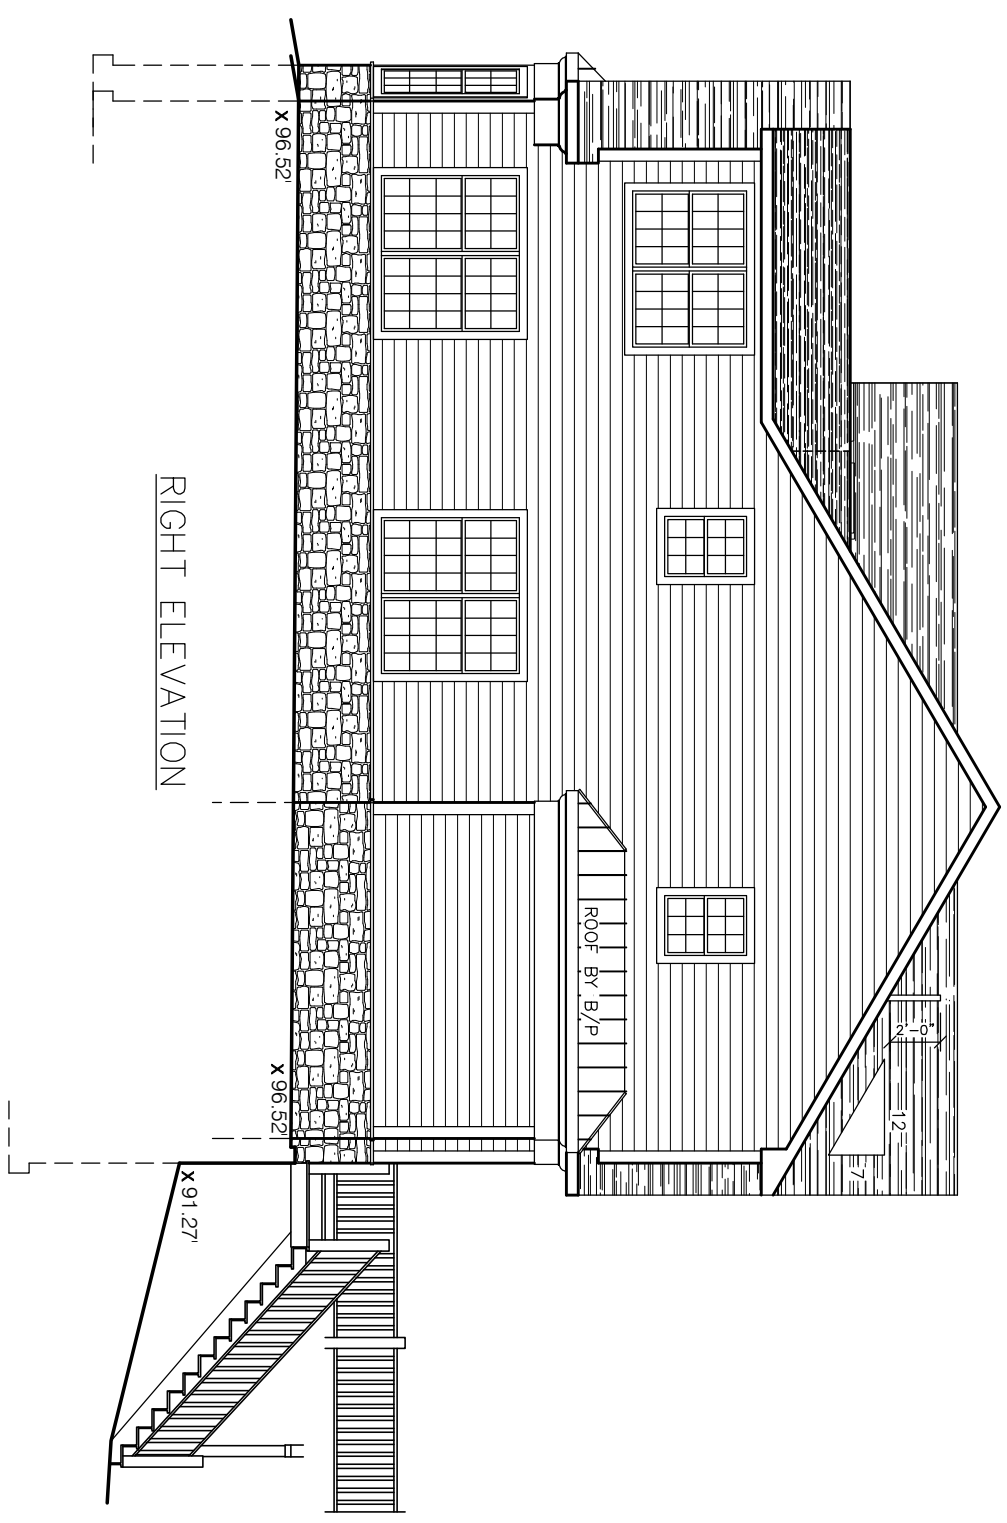 2'-0"
12
7
ROOF BY B/P
X 96.52'
X 96.52'
X 91.27'
RIGHT ELEVATION